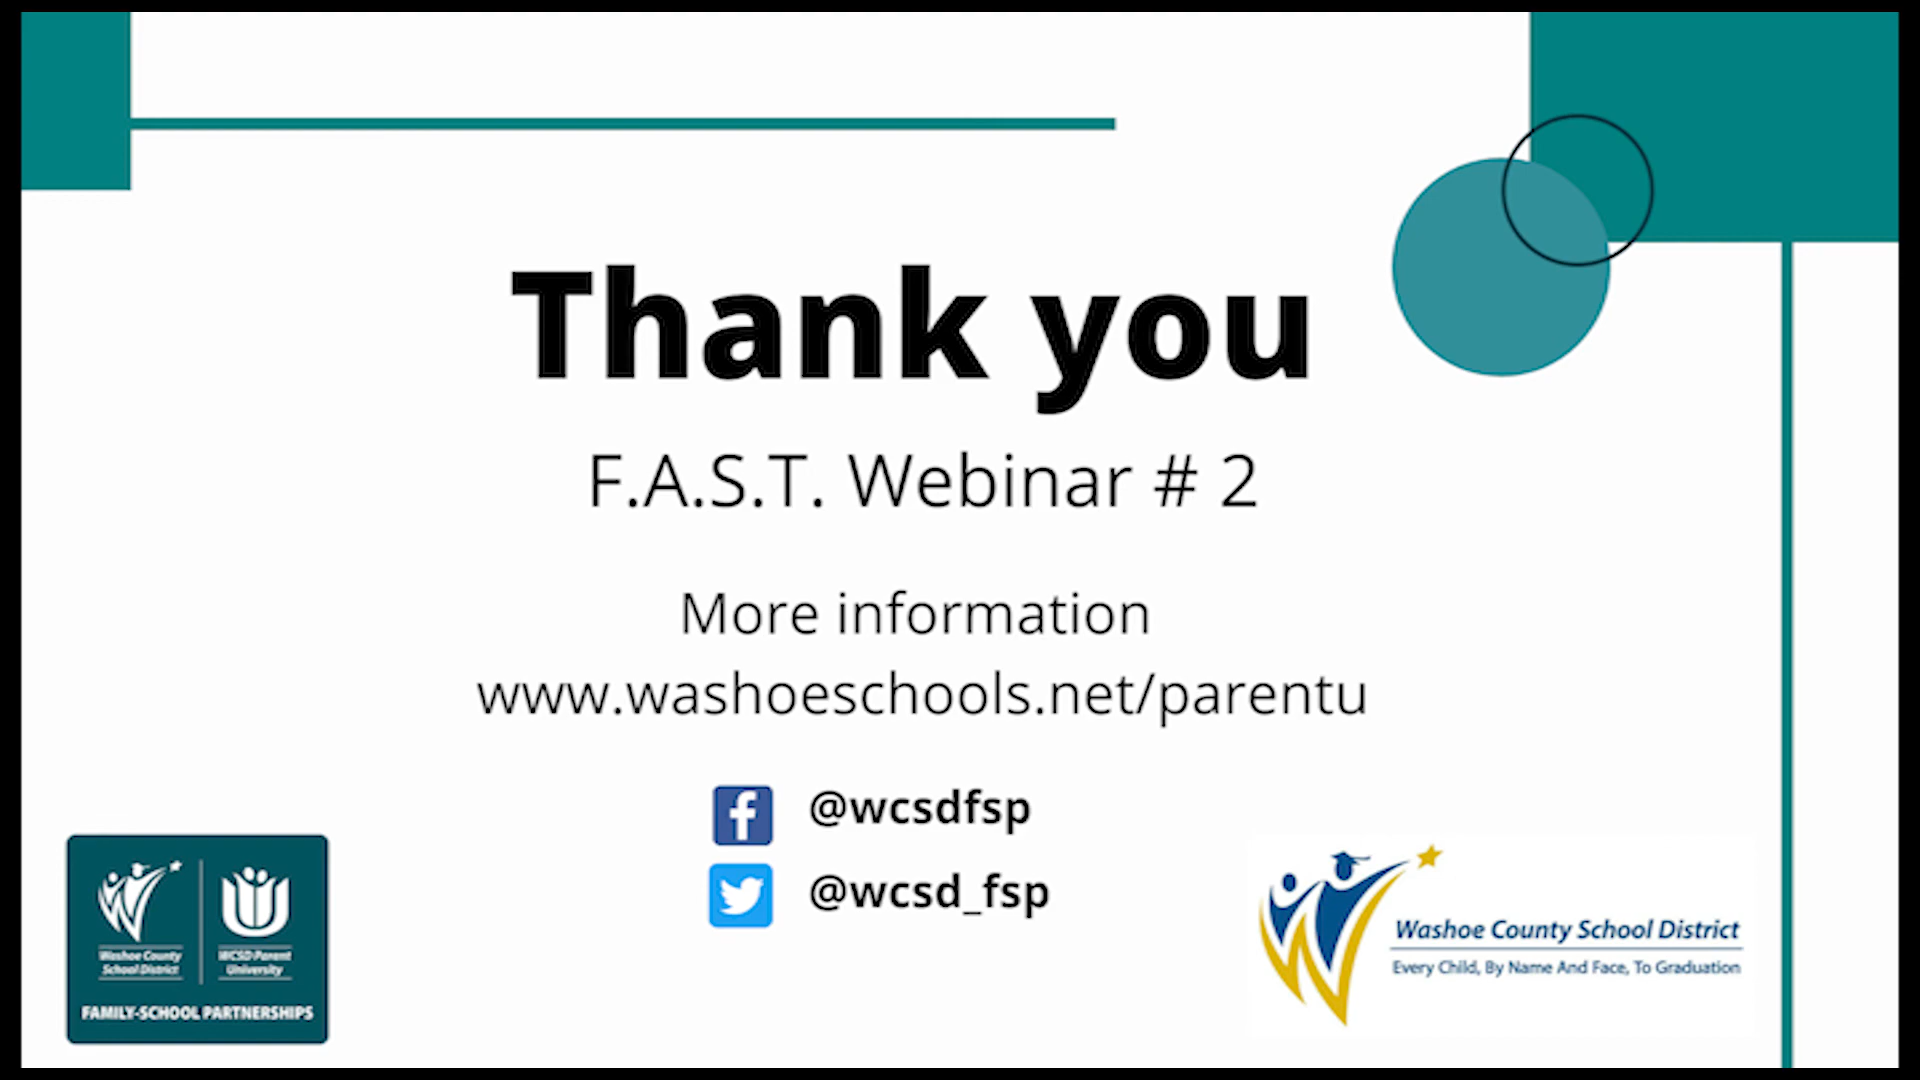 Thank you
F.A.S.T. Webinar # 2
More information
www.washoeschools.net/parentu
@wcsdfsp
@wcsd_fsp
Washoe County
School District
WCSD Parent
University
FAMILY-SCHOOL PARTNERSHIPS
Washoe County School District
Every Child, By Name And Face, To Graduation